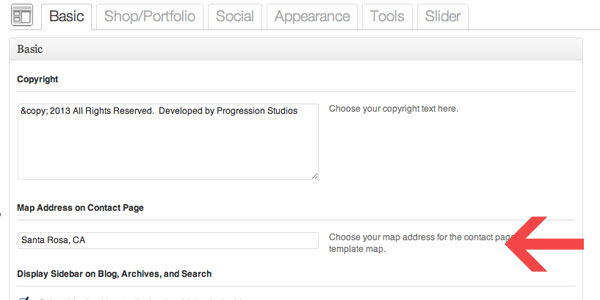 Basic Shop/Portfolio Social Appearance Tools Slider
Basic
Copyright
&copy; 2013 All Rights Reserved.  Developed by Progression Studios
Choose your copyright text here.
Map Address on Contact Page
Santa Rosa, CA
Choose your map address for the contact page
template map.
Display Sidebar on Blog, Archives, and Search